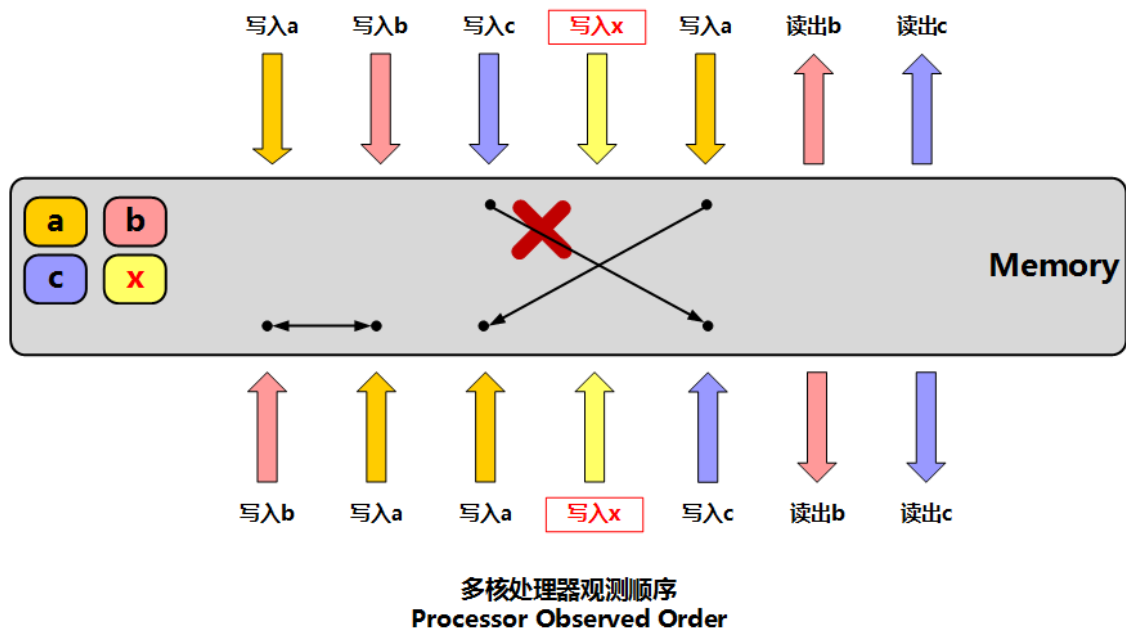 写入a 写入b 写入c 写入x 写入a 读出b 读出c
a b
c x
Memory
写入b 写入a 写入a 写入x 写入c 读出b 读出c
多核处理器观测顺序
Processor Observed Order